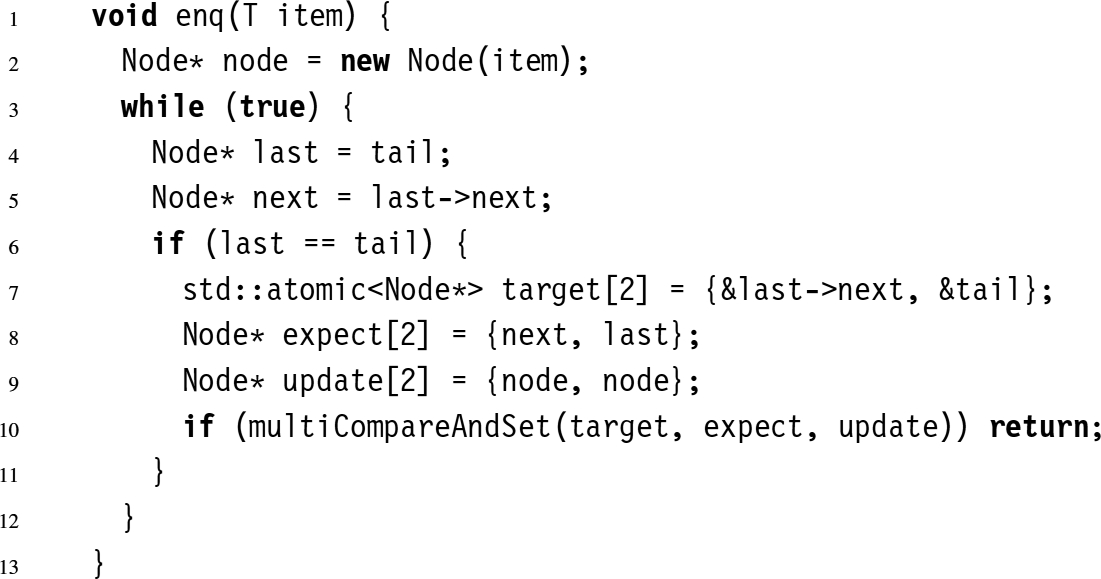 1 void enq(T item) {
2 Node* node = new Node(item);
3 while (true) {
4 Node* last = tail;
5 Node* next = last->next;
6 if (last == tail) {
7 std::atomic<Node*> target[2] = {&last->next, &tail};
8 Node* expect[2] = {next, last};
9 Node* update[2] = {node, node};
10 if (multiCompareAndSet(target, expect, update)) return;
11 }
12 }
13 }